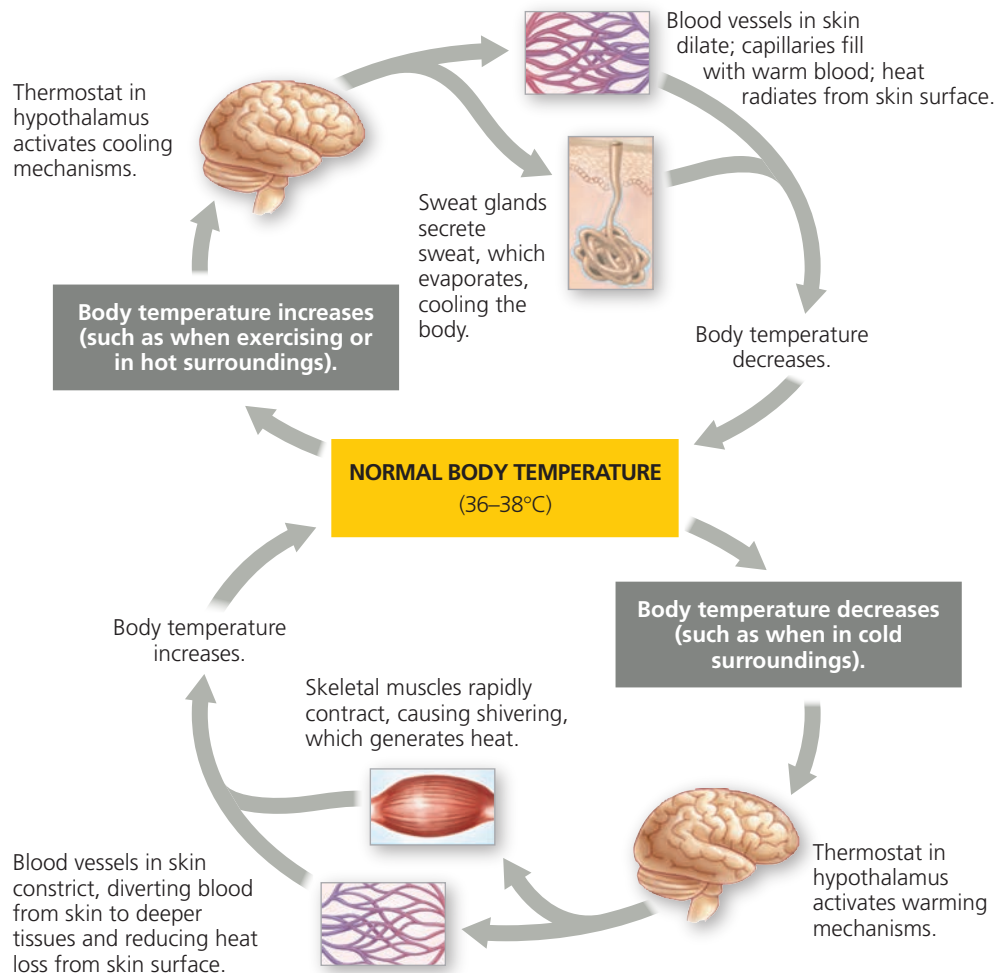 Thermostat in
hypothalamus
activates cooling
mechanisms.
Blood vessels in skin
dilate; capillaries fill
with warm blood; heat
radiates from skin surface.
Sweat glands
secrete
sweat, which
evaporates,
cooling the
body.
Body temperature increases
(such as when exercising or
in hot surroundings).
Body temperature
decreases.
NORMAL BODY TEMPERATURE
(36–38°C)
Body temperature decreases
(such as when in cold
surroundings).
Body temperature
increases.
Skeletal muscles rapidly
contract, causing shivering,
which generates heat.
Blood vessels in skin
constrict, diverting blood
from skin to deeper
tissues and reducing heat
loss from skin surface.
Thermostat in
hypothalamus
activates warming
mechanisms.